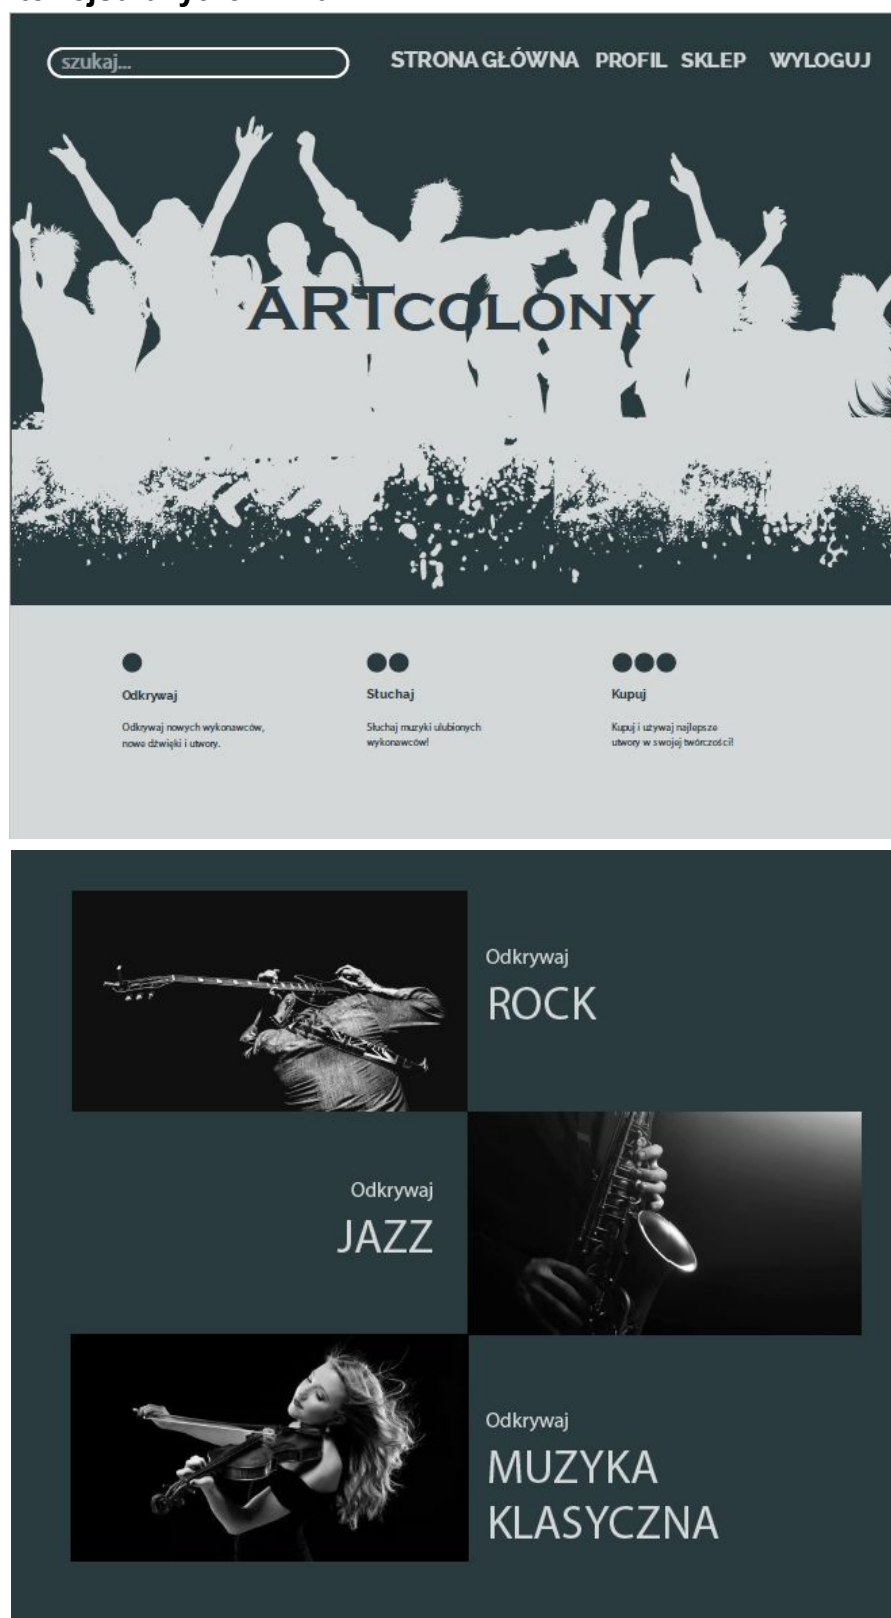 szukaj...
STRONA GŁÓWNA PROFIL SKLEP WYLOGUJ
ARTCOLONY
Odkrywaj
Odkrywaj nowych wykonawców,
nowe dźwięki i utwory.
Słuchaj
Słuchaj muzyki ulubionych
wykonawców!
Kupuj
Kupuj i używaj najlepsze
utwory w swojej twórczości!
Odkrywaj
ROCK
Odkrywaj
JAZZ
Odkrywaj
MUZYKA
KLASYCZNA